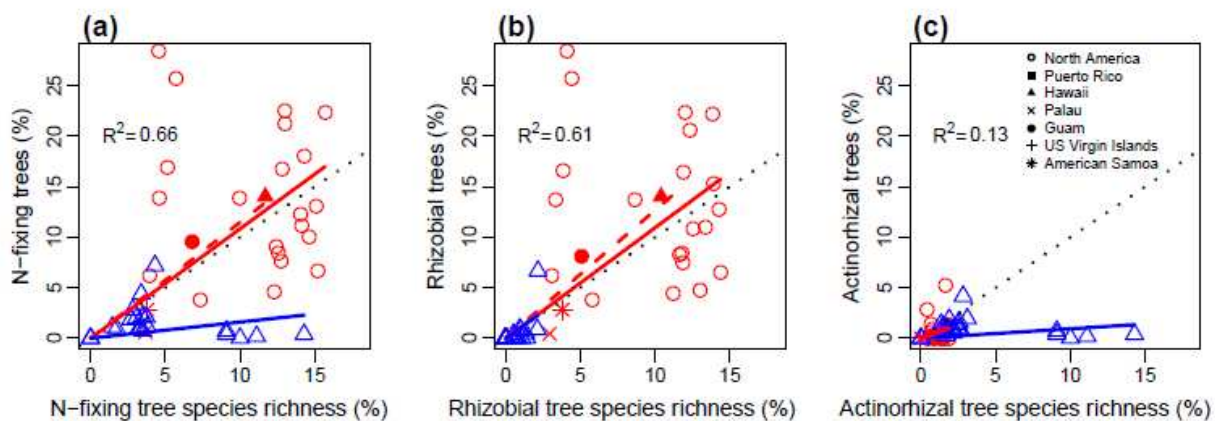 (a)
N−fixing trees (%)
0 5 10 15 20 25
R²=0.66
0 5 10 15
N−fixing tree species richness (%)
(b)
Rhizobial trees (%)
0 5 10 15 20 25
R²=0.61
0 5 10 15
Rhizobial tree species richness (%)
(c)
Actinorhizal trees (%)
0 5 10 15 20 25
R²=0.13
North America
Puerto Rico
Hawaii
Palau
Guam
US Virgin Islands
American Samoa
0 5 10 15
Actinorhizal tree species richness (%)